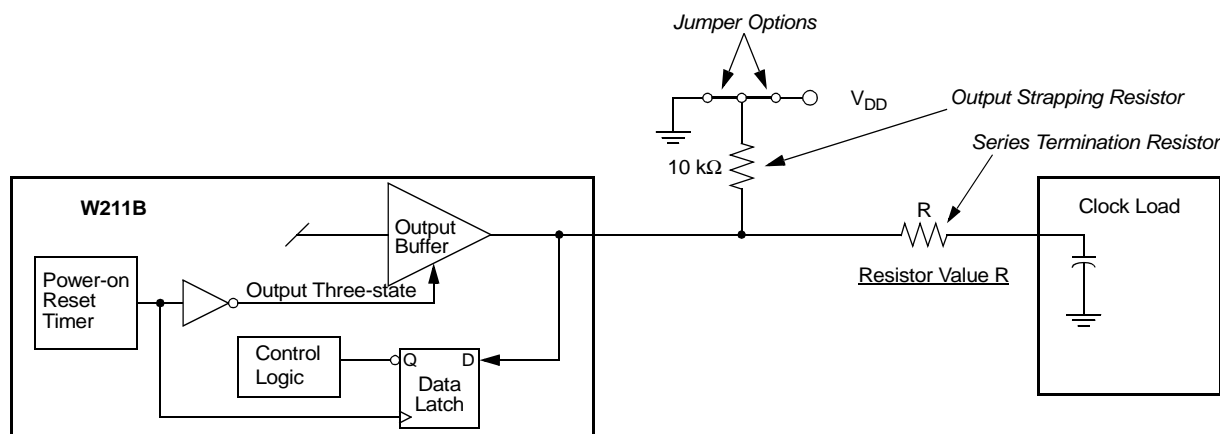 Jumper Options
V_DD
Output Strapping Resistor
Series Termination Resistor
10 kΩ
W211B
Output
Buffer
R
Clock Load
Resistor Value R
Power-on
Reset
Timer
Output Three-state
Control
Logic
Q
D
Data
Latch